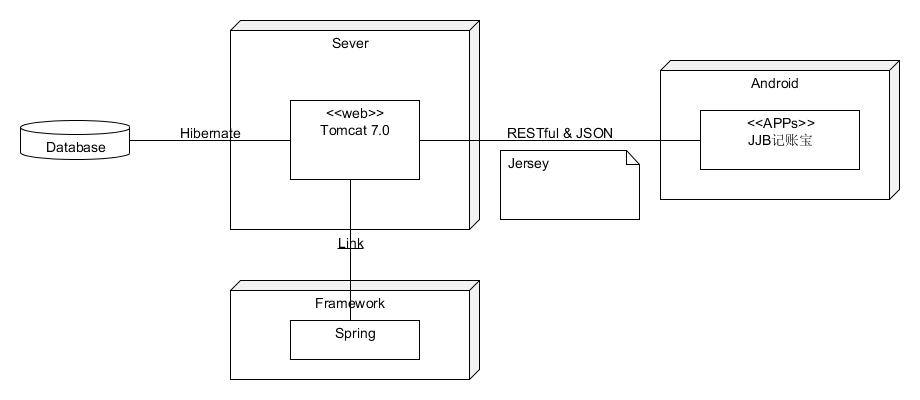 Sever
Android
<<web>>
Tomcat 7.0
<<APPs>>
JJB记账宝
Database
Hibernate
RESTful & JSON
Jersey
Link
Framework
Spring